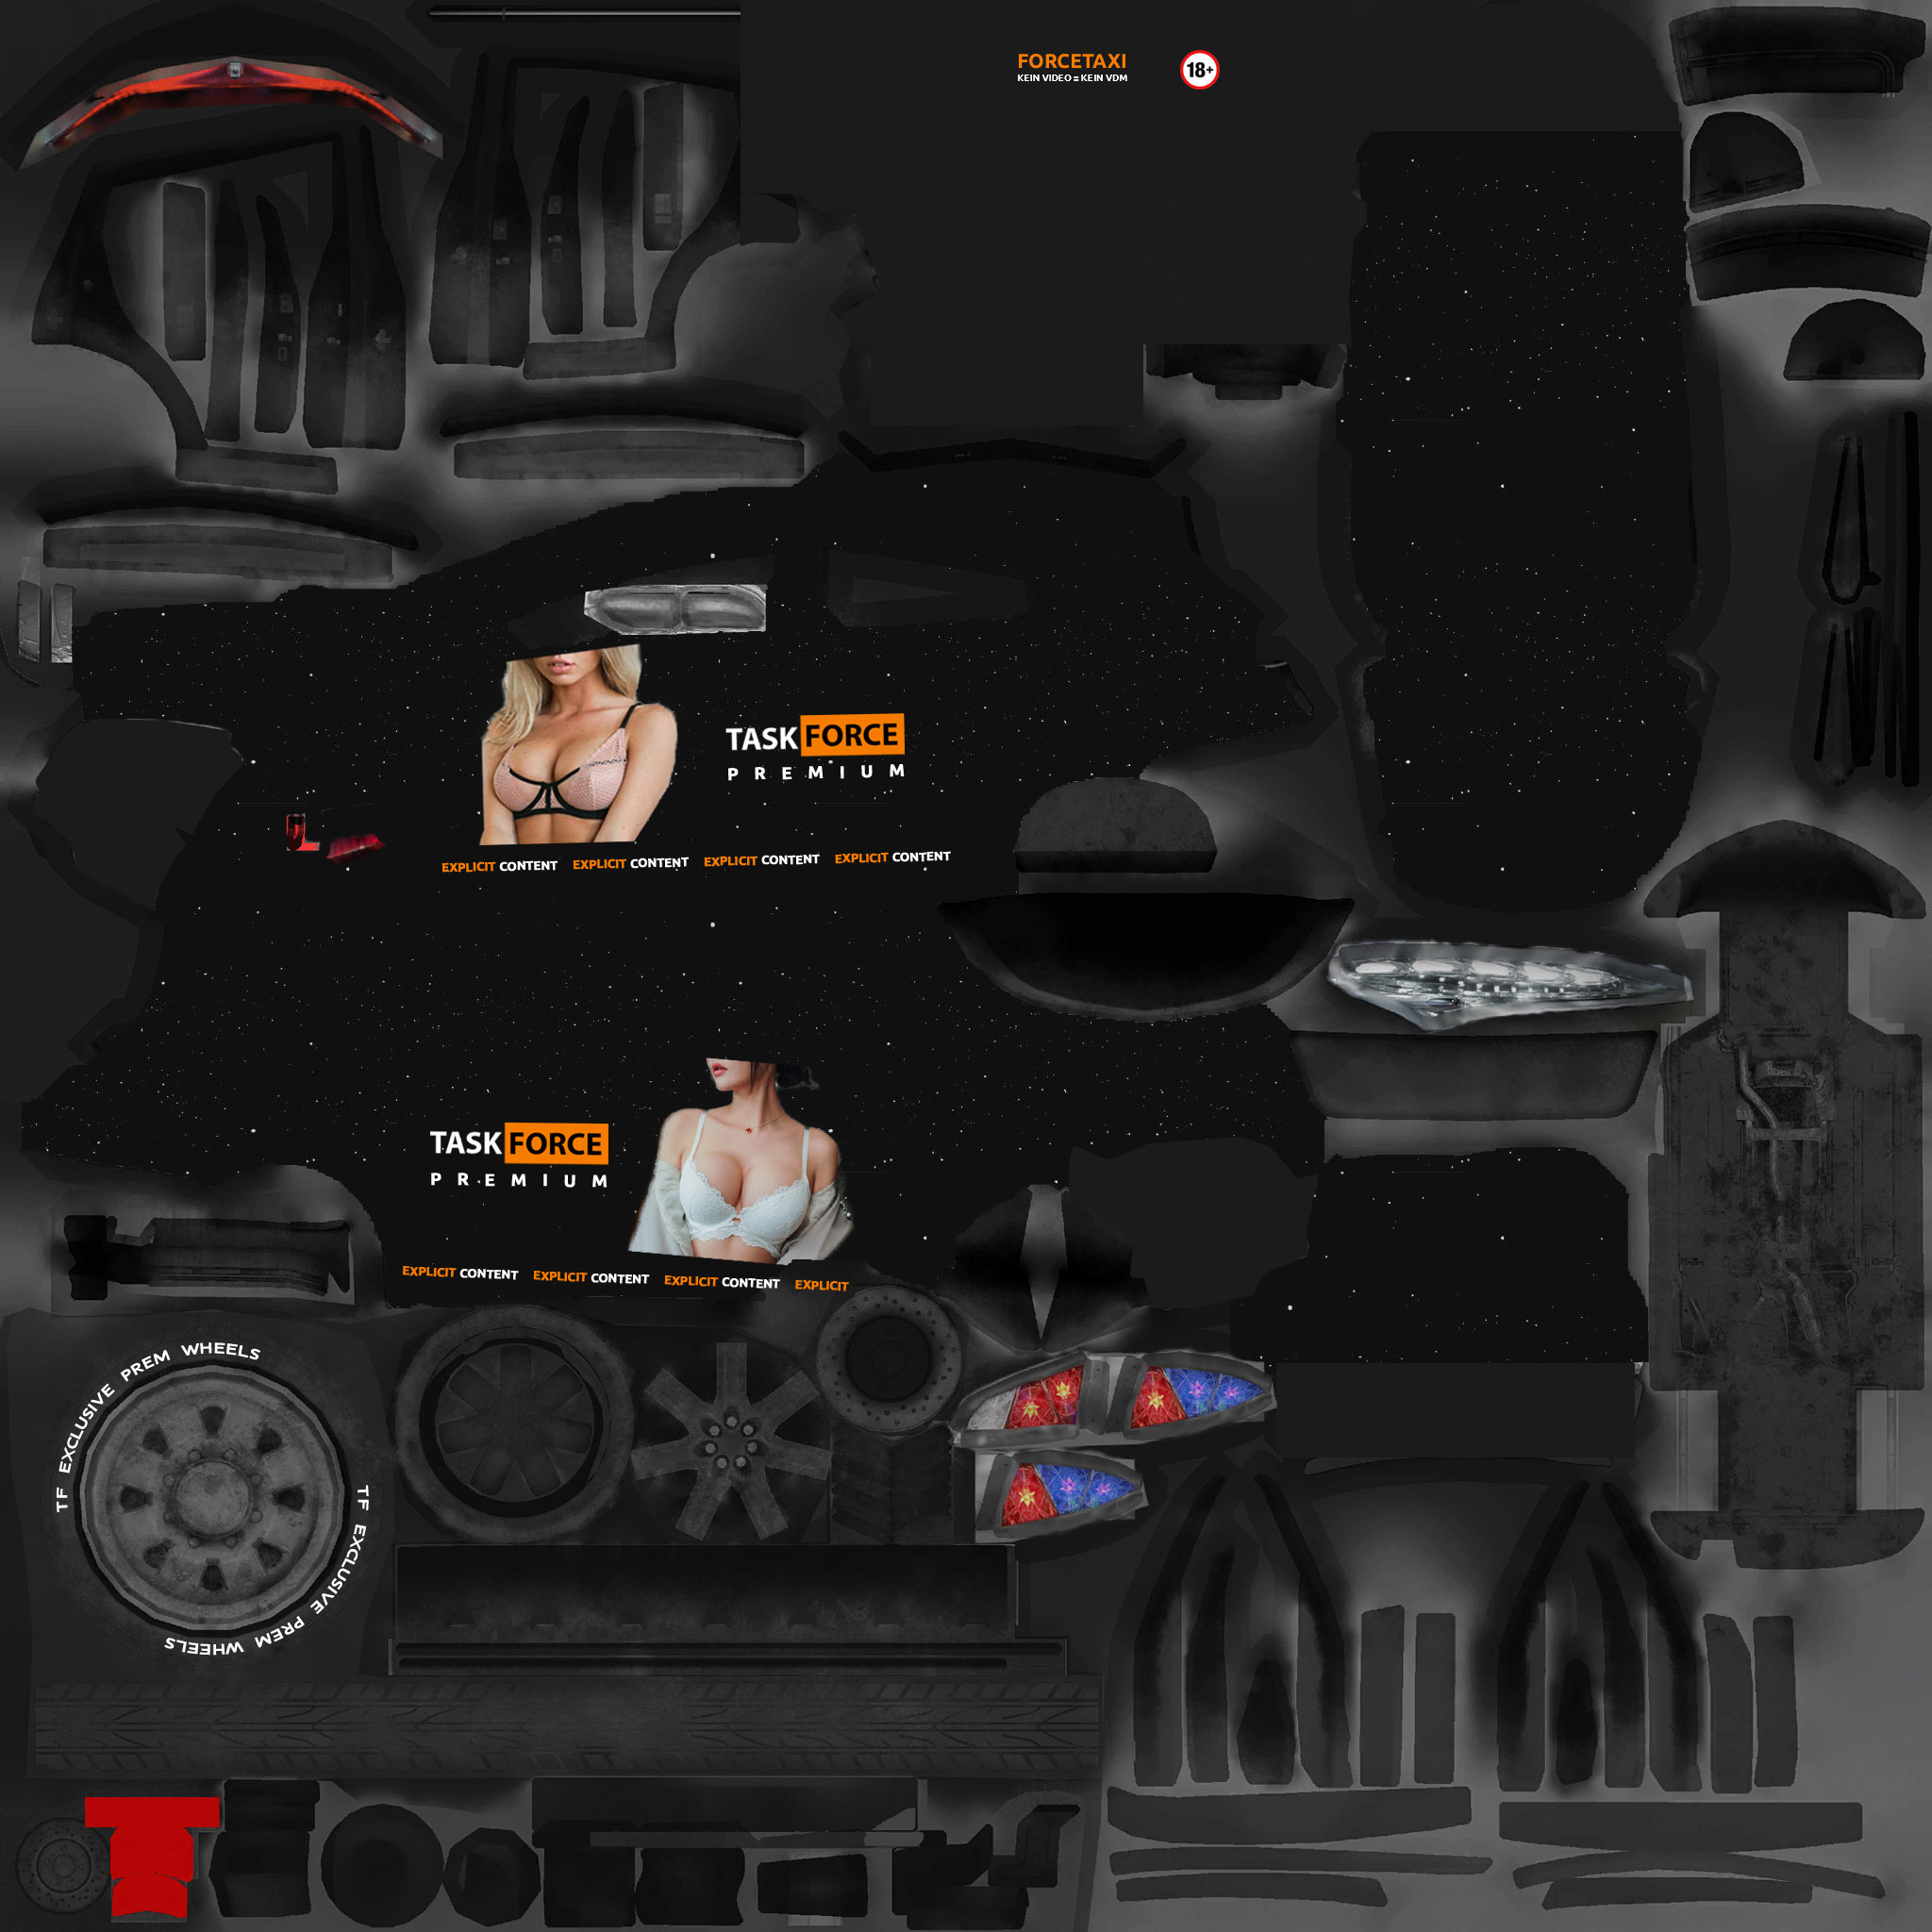 FORCETAXI
KEIN VIDEO = KEIN VDM
18+
TASK FORCE
PREMIUM
EXPLICIT CONTENT EXPLICIT CONTENT EXPLICIT CONTENT EXPLICIT CONTENT
TASK FORCE
PREMIUM
EXPLICIT CONTENT EXPLICIT CONTENT EXPLICIT CONTENT EXPLICIT
TF EXCLUSIVE PREM WHEELS
TF EXCLUSIVE PREM WHEELS